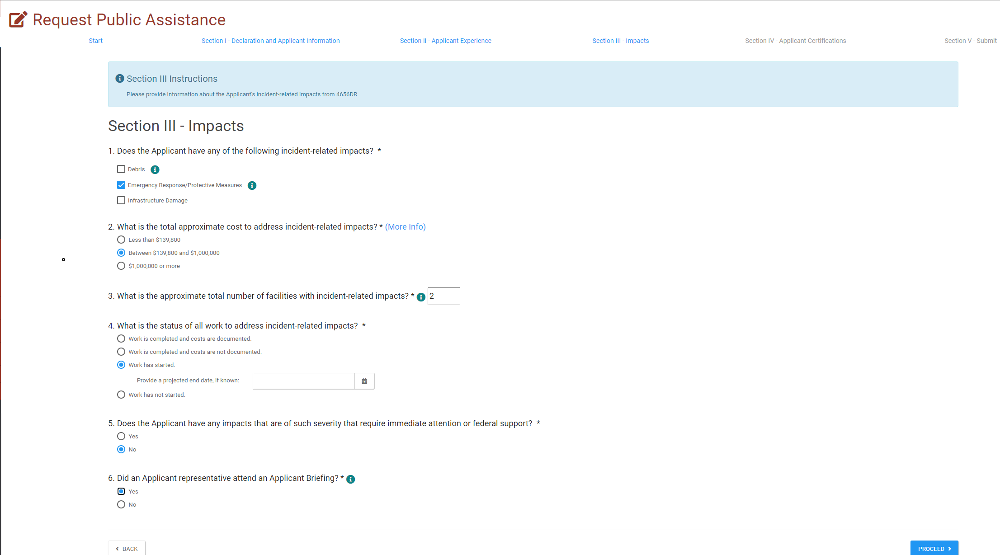 Request Public Assistance
Start Section I - Declaration and Applicant Information Section II - Applicant Experience Section III - Impacts Section IV - Applicant Certifications Section V - Submit
Section III Instructions
Please provide information about the Applicant's incident-related impacts from 4656DR
Section III - Impacts
1. Does the Applicant have any of the following incident-related impacts? *
Debris
Emergency Response/Protective Measures
Infrastructure Damage
2. What is the total approximate cost to address incident-related impacts? * (More Info)
Less than $139,800
Between $139,800 and $1,000,000
$1,000,000 or more
3. What is the approximate total number of facilities with incident-related impacts? * 2
4. What is the status of all work to address incident-related impacts? *
Work is completed and costs are documented.
Work is completed and costs are not documented.
Work has started.
Provide a projected end date, if known:
Work has not started.
5. Does the Applicant have any impacts that are of such severity that require immediate attention or federal support? *
Yes
No
6. Did an Applicant representative attend an Applicant Briefing? *
Yes
No
BACK PROCEED